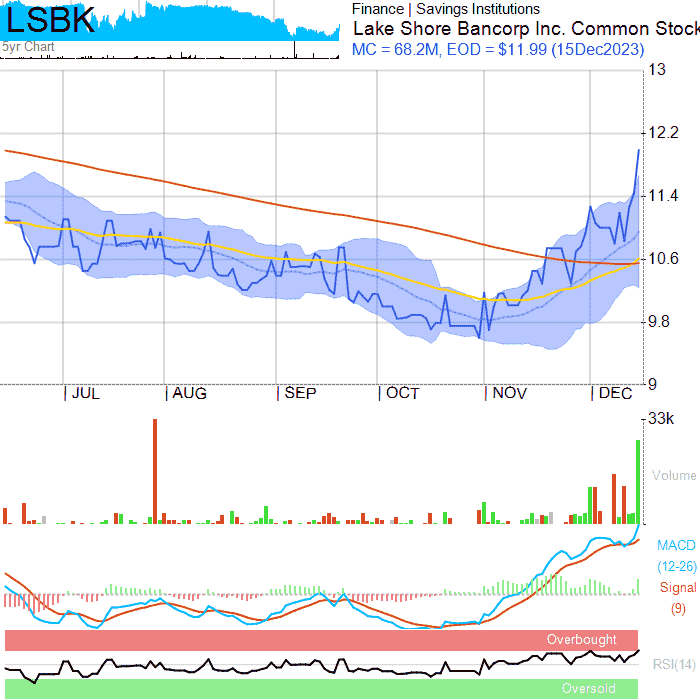 LSBK
5yr Chart
Finance | Savings Institutions
Lake Shore Bancorp Inc. Common Stock
MC = 68.2M, EOD = $11.99 (15Dec2023)
13
12.2
11.4
10.6
9.8
9
JUL AUG SEP OCT NOV DEC
33k
Volume
MACD
(12-26)
Signal
(9)
Overbought
RSI(14)
Oversold